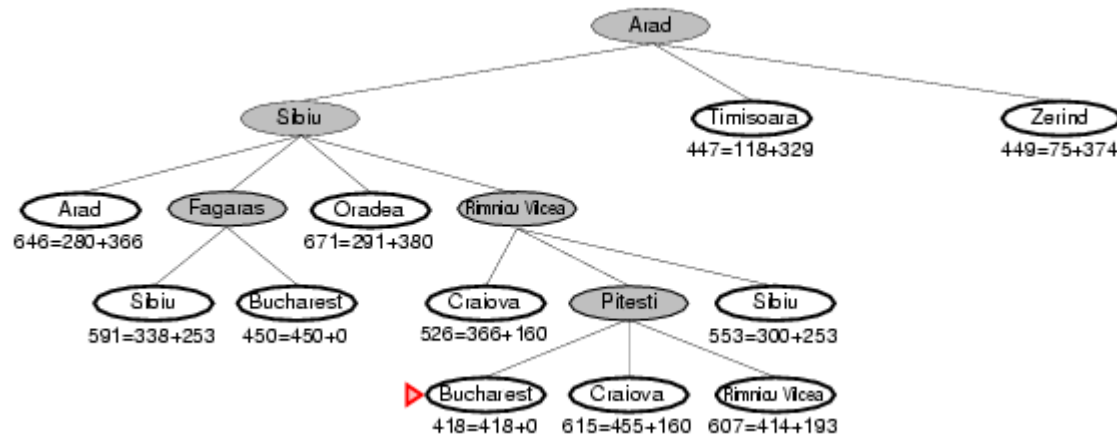 Arad
Sibiu
Timisoara
Zerind
447=118+329
449=75+374
Arad
Fagaras
Oradea
Rimnicu Vilcea
646=280+366
671=291+380
Sibiu
Bucharest
Craiova
Pitesti
Sibiu
591=338+253
450=450+0
526=366+160
553=300+253
Bucharest
Craiova
Rimnicu Vilcea
418=418+0
615=455+160
607=414+193